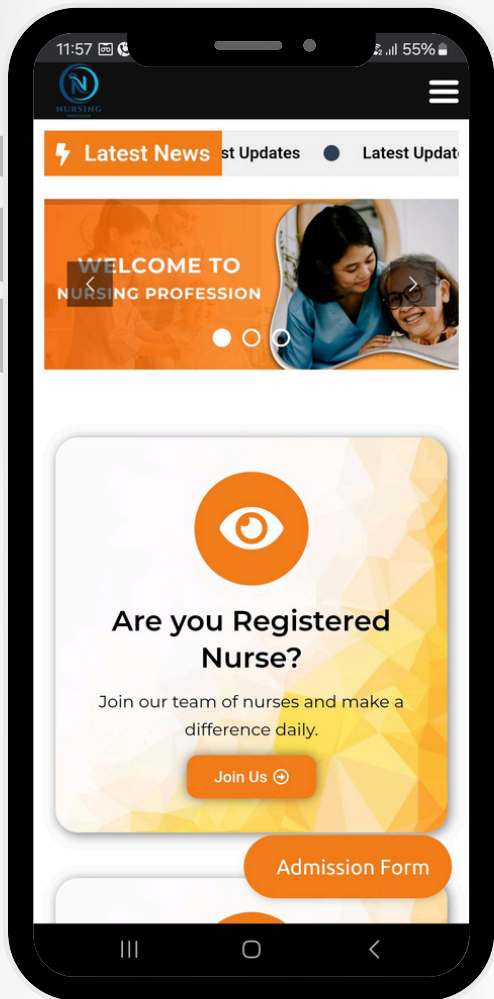 11:57
55%
NURSING
Latest News
st Updates
Latest Updat
WELCOME TO
NURSING PROFESSION
Are you Registered
Nurse?
Join our team of nurses and make a
difference daily.
Join Us
Admission Form